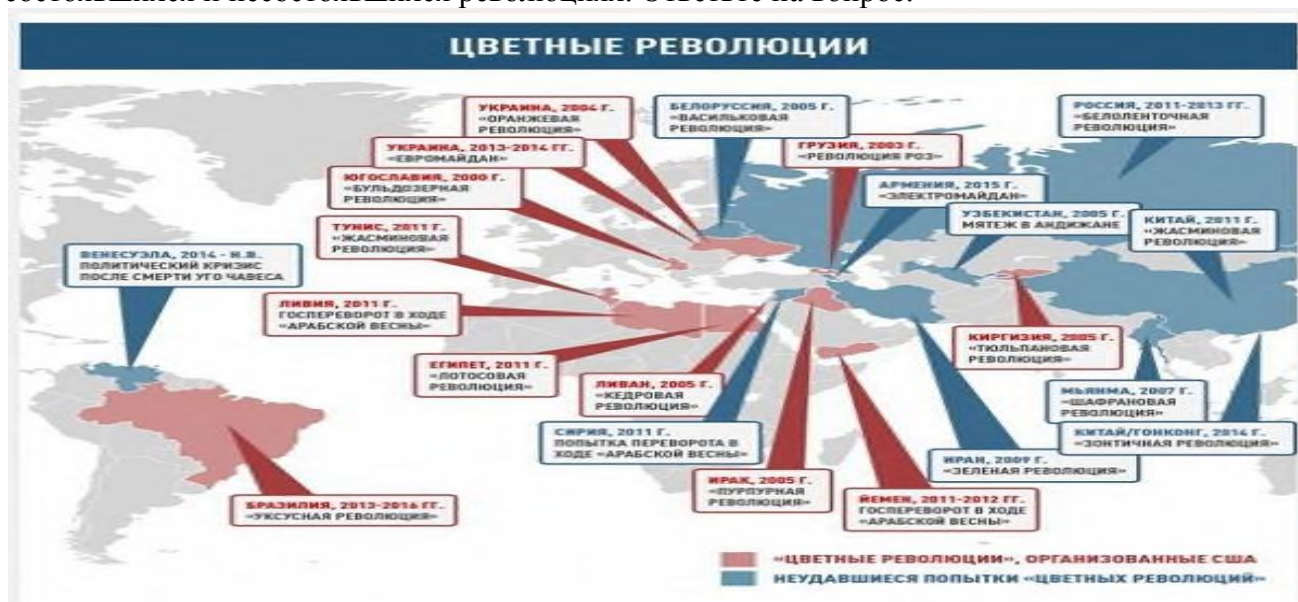 ЦВЕТНЫЕ РЕВОЛЮЦИИ
УКРАИНА, 2004 Г.
«ОРАНЖЕВАЯ
РЕВОЛЮЦИЯ»
БЕЛОРУССИЯ, 2005 Г.
«ВАСИЛЬКОВАЯ
РЕВОЛЮЦИЯ»
РОССИЯ, 2011-2013 ГГ.
«БЕЛОЛЕНТОЧНАЯ
РЕВОЛЮЦИЯ»
УКРАИНА, 2013-2014 ГГ.
«ЕВРОМАЙДАН»
ГРУЗИЯ, 2003 Г.
«РЕВОЛЮЦИЯ РОЗ»
ЮГОСЛАВИЯ, 2000 Г.
«БУЛЬДОЗЕРНАЯ
РЕВОЛЮЦИЯ»
АРМЕНИЯ, 2015 Г.
«ЭЛЕКТРОМАЙДАН»
УЗБЕКИСТАН, 2005 Г.
МЯТЕЖ В АНДИЖАНЕ
КИТАЙ, 2011 Г.
«ЖАСМИНОВАЯ
РЕВОЛЮЦИЯ»
ТУНИС, 2011 Г.
«ЖАСМИНОВАЯ
РЕВОЛЮЦИЯ»
ВЕНЕСУЭЛА, 2014 - Н.В.
ПОЛИТИЧЕСКИЙ КРИЗИС
ПОСЛЕ СМЕРТИ УГО ЧАВЕСА
ЛИВИЯ, 2011 Г.
ГОСПЕРЕВОРОТ В ХОДЕ
«АРАБСКОЙ ВЕСНЫ»
ЕГИПЕТ, 2011 Г.
«ЛОТОСОВАЯ
РЕВОЛЮЦИЯ»
ЛИВАН, 2005 Г.
«КЕДРОВАЯ
РЕВОЛЮЦИЯ»
КИРГИЗИЯ, 2005 Г.
«ТЮЛЬПАНОВАЯ
РЕВОЛЮЦИЯ»
МЬЯНМА, 2007 Г.
«ШАФРАНОВАЯ
РЕВОЛЮЦИЯ»
СИРИЯ, 2011 Г.
ПОПЫТКА ПЕРЕВОРОТА В
ХОДЕ «АРАБСКОЙ ВЕСНЫ»
КИТАЙ/ГОНКОНГ, 2014 Г.
«ЗОНТИЧНАЯ РЕВОЛЮЦИЯ»
ИРАН, 2009 Г.
«ЗЕЛЕНАЯ РЕВОЛЮЦИЯ»
ИРАК, 2005 Г.
«ПУРПУРНАЯ
РЕВОЛЮЦИЯ»
ЙЕМЕН, 2011-2012 ГГ.
ГОСПЕРЕВОРОТ В ХОДЕ
«АРАБСКОЙ ВЕСНЫ»
БРАЗИЛИЯ, 2013-2016 ГГ.
«УКСУСНАЯ РЕВОЛЮЦИЯ»
«ЦВЕТНЫЕ РЕВОЛЮЦИИ», ОРГАНИЗОВАННЫЕ США
НЕУДАВШИЕСЯ ПОПЫТКИ «ЦВЕТНЫХ РЕВОЛЮЦИЙ»